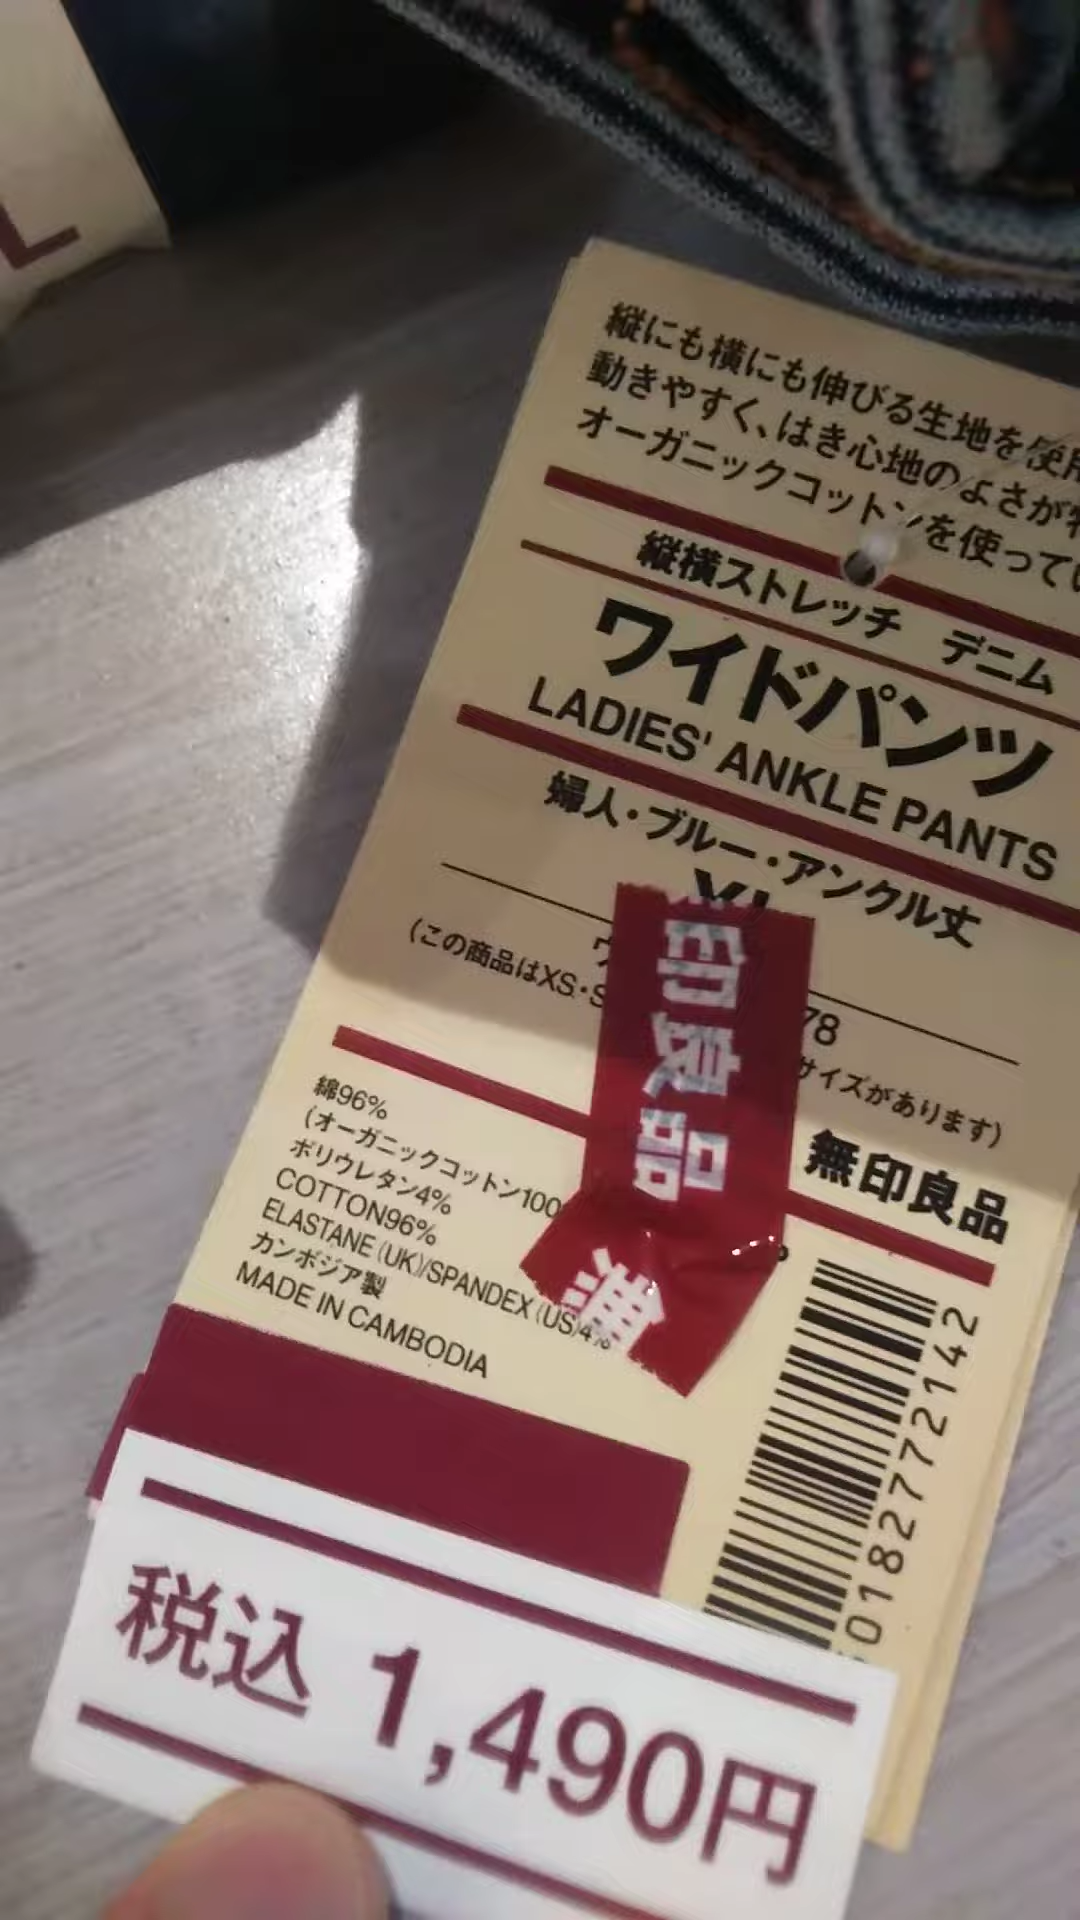 L
縦にも横にも伸びる生地を使用
動きやすく、はき心地のよさが特
オーガニックコットンを使ってい
縦横ストレッチ デニム
ワイドパンツ
LADIES' ANKLE PANTS
婦人・ブルー・アンクル丈
XL
78
(この商品はXS・S サイズがあります)
無印良品
綿96%
(オーガニックコットン100
ポリウレタン4%
COTTON96%
ELASTANE (UK)/SPANDEX (US)4%
カンボジア製
MADE IN CAMBODIA
無印良品
0182772142
税込 1,490円